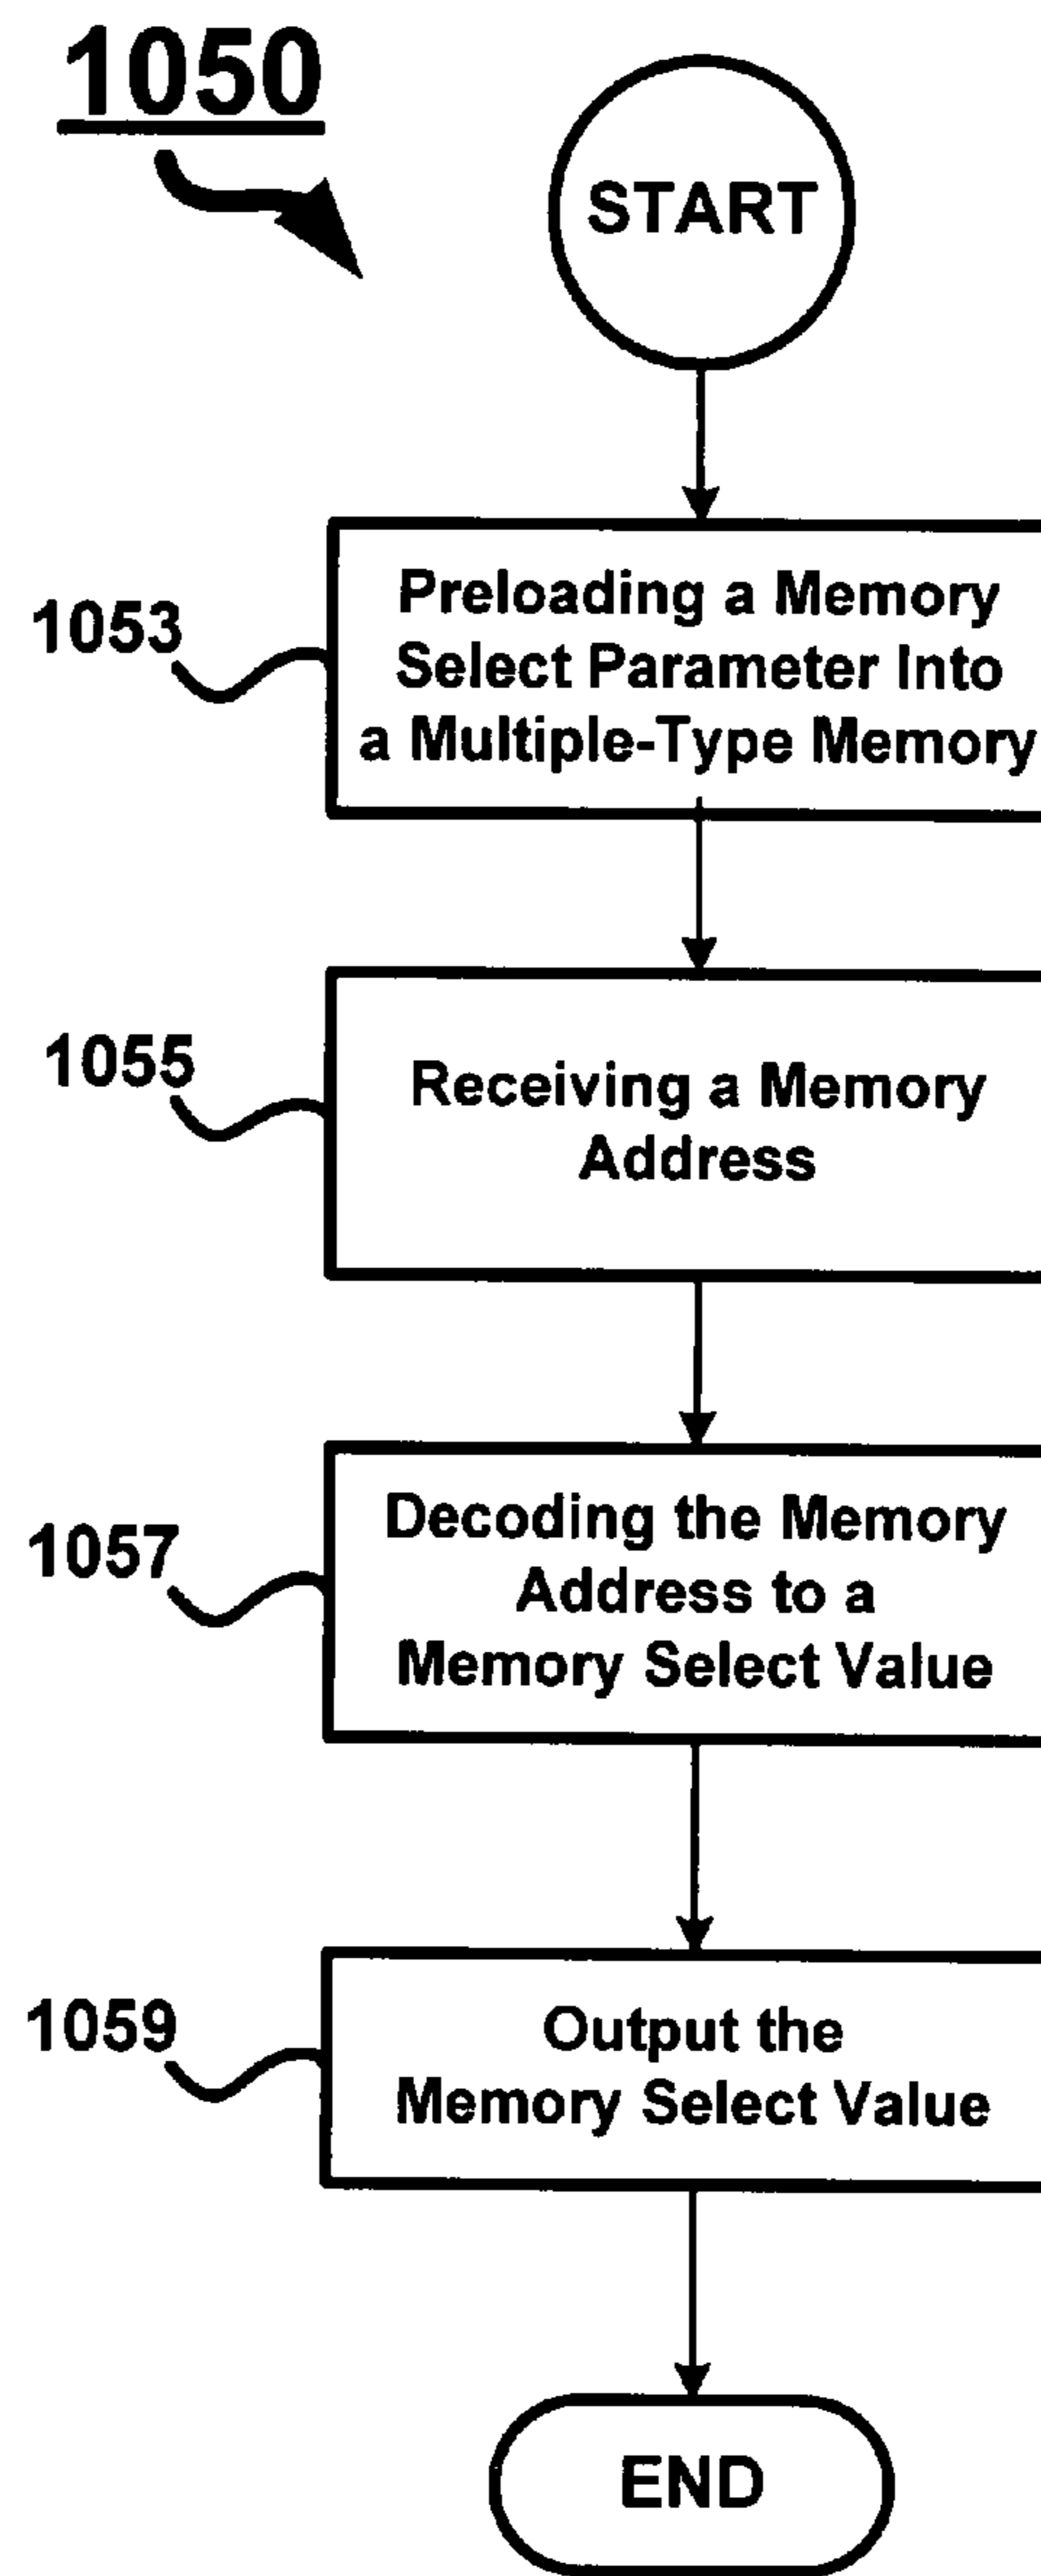 1050
START
1053
Preloading a Memory
Select Parameter Into
a Multiple-Type Memory
1055
Receiving a Memory
Address
1057
Decoding the Memory
Address to a
Memory Select Value
1059
Output the
Memory Select Value
END